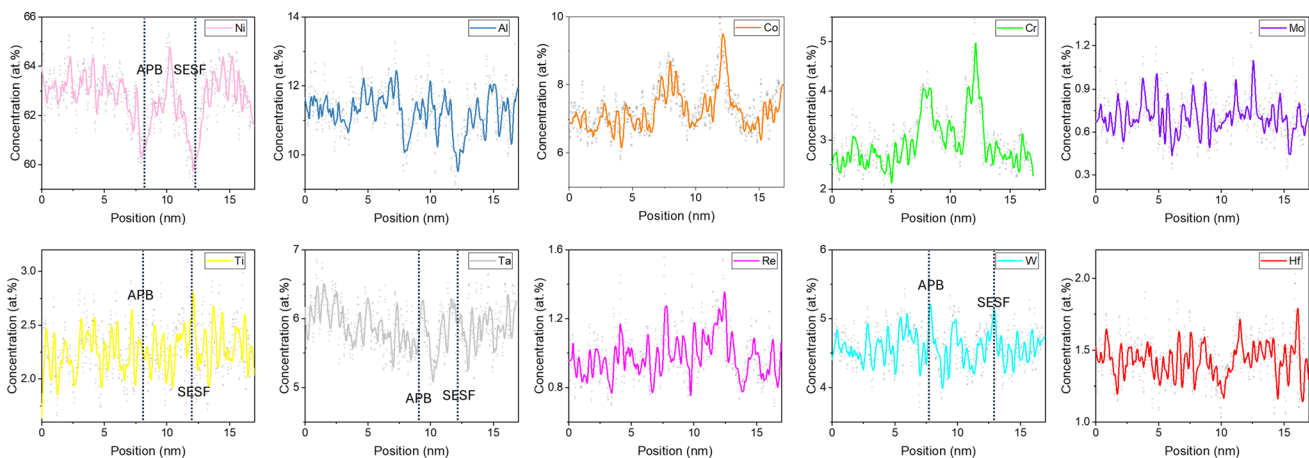 66
64
62
60
Concentration (at.%)
Ni
APB
SESF
0
5
10
15
Position (nm)
14
12
10
Concentration (at.%)
Al
0
5
10
15
Position (nm)
10
8
6
Concentration (at.%)
Co
0
5
10
15
Position (nm)
5
4
3
2
Concentration (at.%)
Cr
0
5
10
15
Position (nm)
1.2
0.9
0.6
0.3
Concentration (at.%)
Mo
0
5
10
15
Position (nm)
3.0
2.5
2.0
Concentration (at.%)
Ti
APB
SESF
0
5
10
15
Position (nm)
7
6
5
Concentration (at.%)
Ta
APB
SESF
0
5
10
15
Position (nm)
1.6
1.2
0.8
Concentration (at.%)
Re
0
5
10
15
Position (nm)
6
5
4
Concentration (at.%)
W
APB
SESF
0
5
10
15
Position (nm)
2.0
1.5
1.0
Concentration (at.%)
Hf
0
5
10
15
Position (nm)